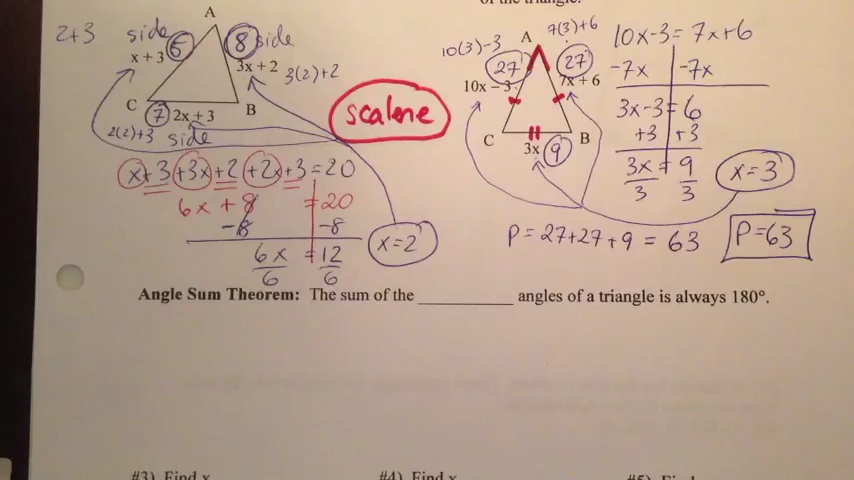 of the triangle.
2+3
side
A
x + 3
5
8
side
3x + 2
3(2)+2
C
7
2x + 3
B
2(2)+3
side
scalene
x+3+3x+2+2x+3=20
6x + 8 = 20
-8 -8
6x = 12
6 6
x=2
7(3)+6
A
10(3)-3
27
27
10x - 3
7x + 6
C
B
3x
9
10x-3=7x+6
-7x -7x
3x-3=6
+3 +3
3x = 9
3 3
x=3
P=27+27+9 = 63
P=63
Angle Sum Theorem: The sum of the __________ angles of a triangle is always 180°.
#3) Find x
#4) Find x
#5) Find